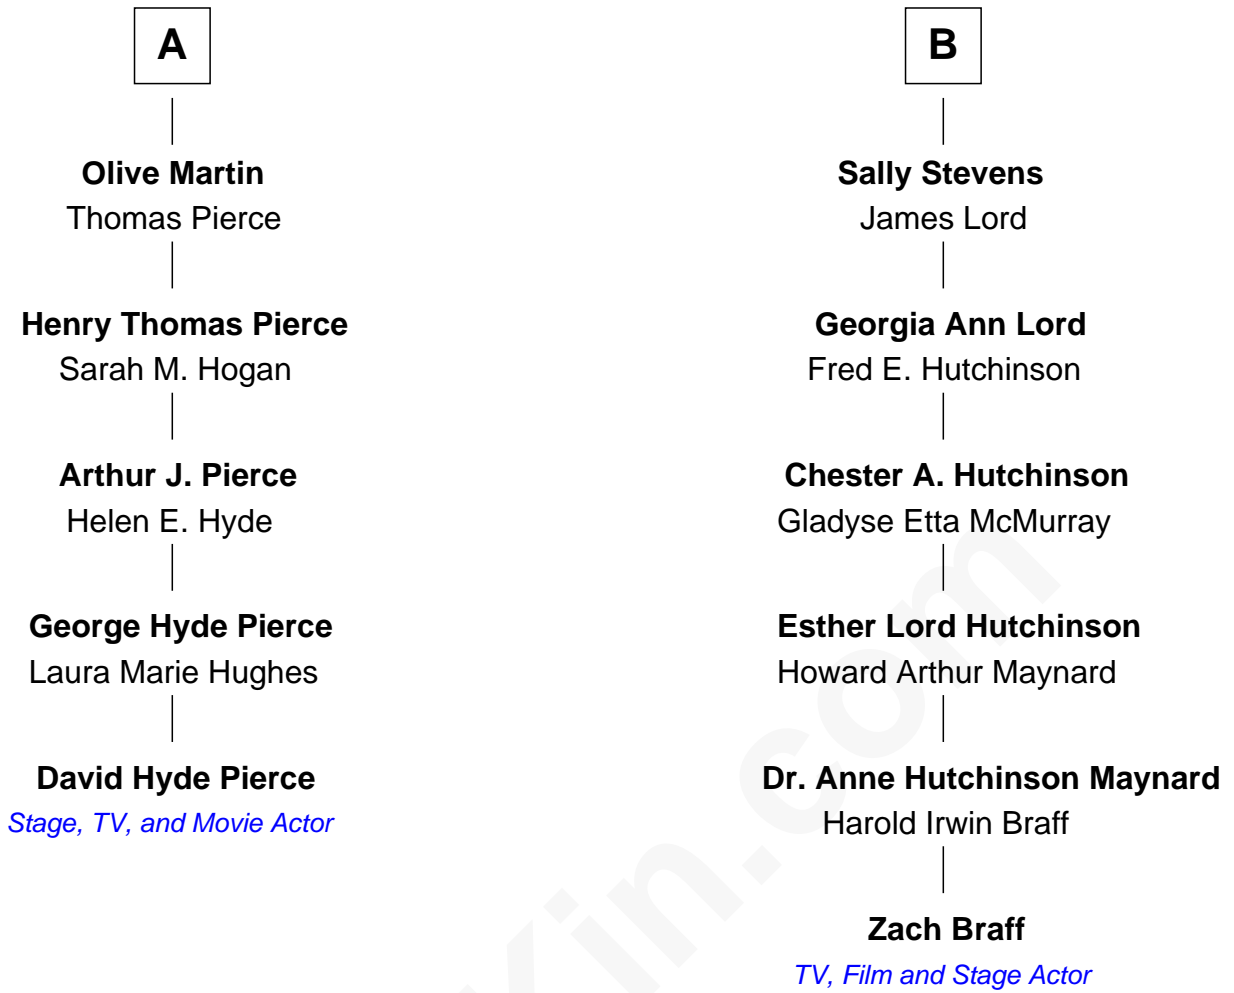 A
Olive Martin
Thomas Pierce
Henry Thomas Pierce
Sarah M. Hogan
Arthur J. Pierce
Helen E. Hyde
George Hyde Pierce
Laura Marie Hughes
David Hyde Pierce
Stage, TV, and Movie Actor
B
Sally Stevens
James Lord
Georgia Ann Lord
Fred E. Hutchinson
Chester A. Hutchinson
Gladyse Etta McMurray
Esther Lord Hutchinson
Howard Arthur Maynard
Dr. Anne Hutchinson Maynard
Harold Irwin Braff
Zach Braff
TV, Film and Stage Actor
Kin.com